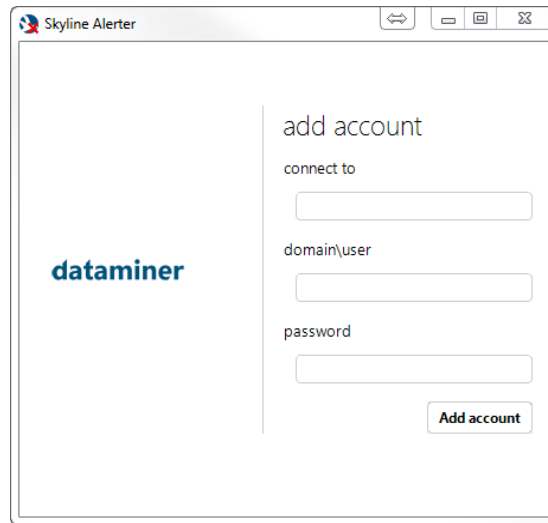 Skyline Alerter
add account
connect to
domain\user
dataminer
password
Add account